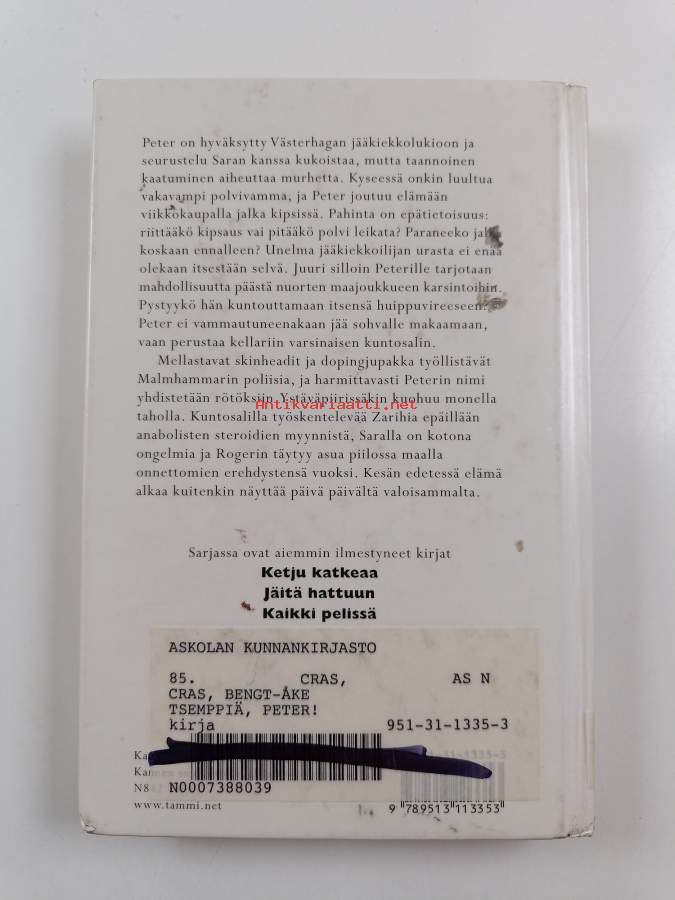 Peter on hyväksytty Västerhagan jääkiekkolukioon ja
seurustelu Saran kanssa kukoistaa, mutta taannoinen
kaatuminen aiheuttaa murhetta. Kyseessä onkin luultua
vakavampi polvivamma, ja Peter joutuu elämään
viikkokaupalla jalka kipsissä. Pahinta on epätietoisuus:
riittääkö kipsaus vai pitääkö polvi leikata? Paraneeko jalka
koskaan ennalleen? Unelma jääkiekkoilijan urasta ei enää
olekaan itsestään selvä. Juuri silloin Peterille tarjotaan
mahdollisuutta päästä nuorten maajoukkueen karsintoihin.
Pystyykö hän kuntouttamaan itsensä huippuvireeseen?
Peter ei vammautuneenakaan jää sohvalle makaamaan,
vaan perustaa kellariin varsinaisen kuntosalin.
Mellastavat skinheadit ja dopingjupakka työllistävät
Malmhammarin poliisia, ja harmittavasti Peterin nimi
yhdistetään rötöksiin. Ystäväpiirissäkin kuohuu monella
Antikvariaatti.net
taholla. Kuntosalilla työskentelevää Zarihia epäillään
anabolisten steroidien myynnistä, Saralla on kotona
ongelmia ja Rogerin täytyy asua piilossa maalla
onnettomien erehdystensä vuoksi. Kesän edetessä elämä
alkaa kuitenkin näyttää päivä päivältä valoisammalta.
Sarjassa ovat aiemmin ilmestyneet kirjat
Ketju katkeaa
Jäitä hattuun
Kaikki pelissä
ASKOLAN KUNNANKIRJASTO
85. CRAS, AS N
CRAS, BENGT-ÅKE
TSEMPPIÄ, PETER!
kirja 951-31-1335-3
N0007388039
www.tammi.net
9 789513 113353